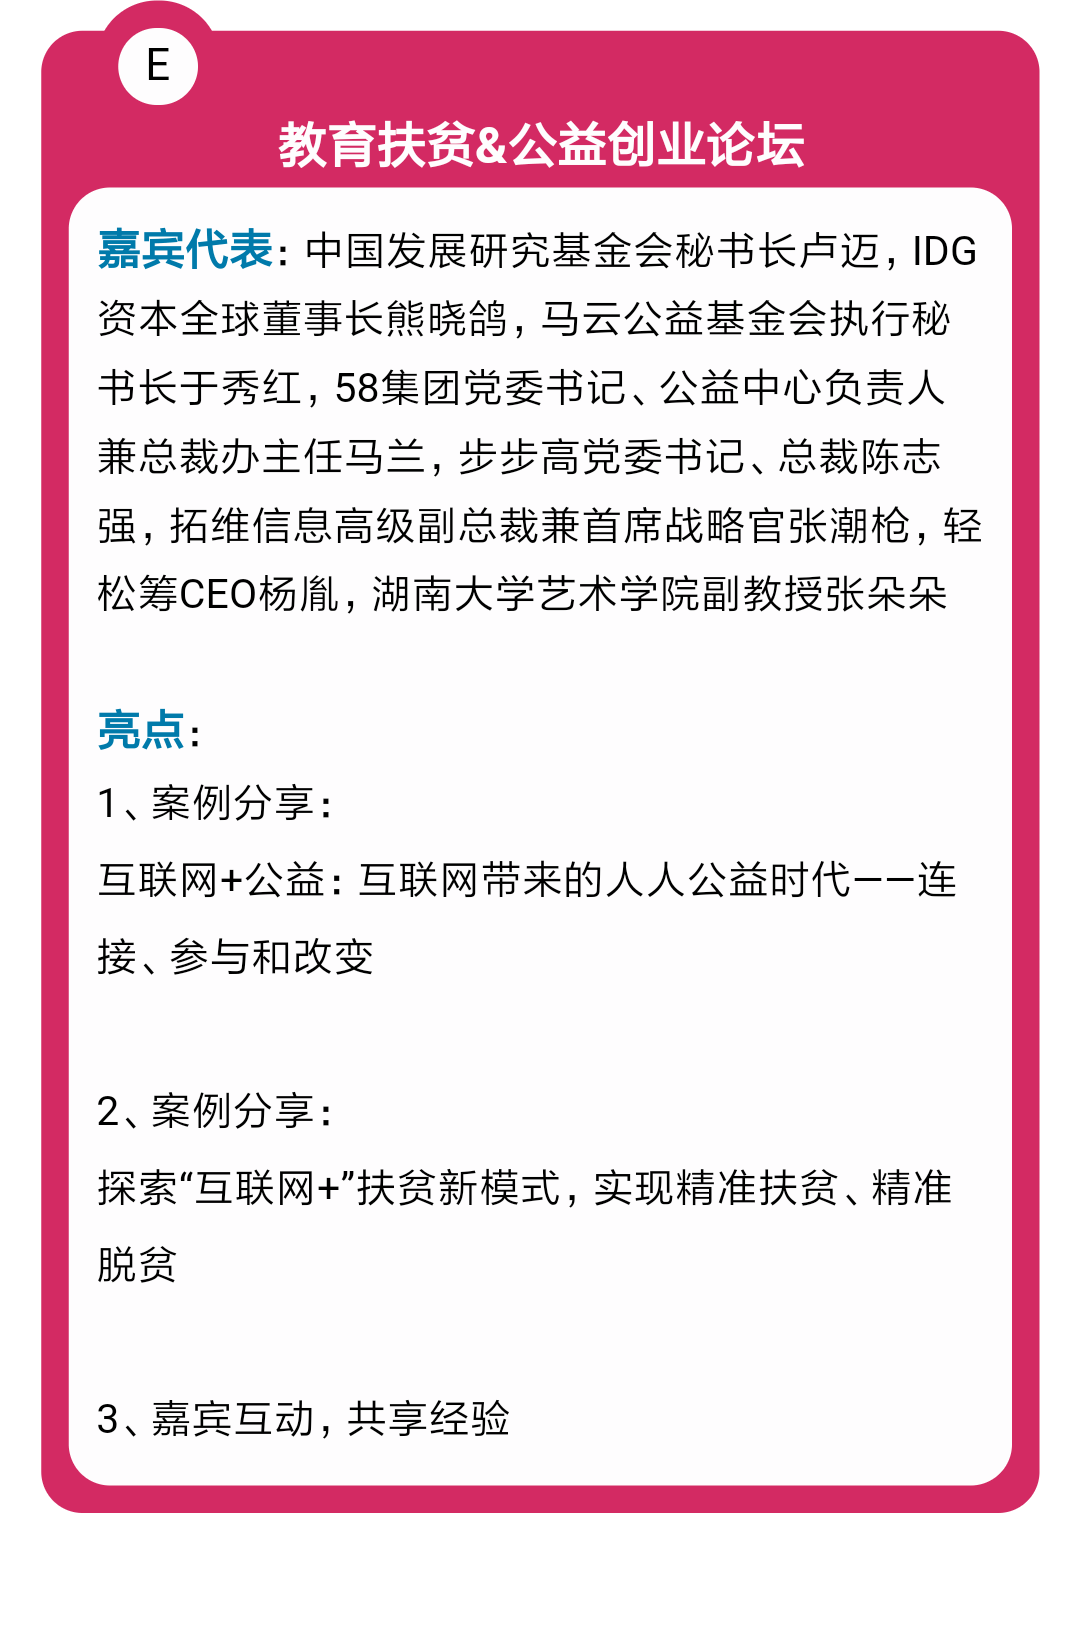 E
教育扶贫&公益创业论坛
嘉宾代表：中国发展研究基金会秘书长卢迈，IDG
资本全球董事长熊晓鸽，马云公益基金会执行秘
书长于秀红，58集团党委书记、公益中心负责人
兼总裁办主任马兰，步步高党委书记、总裁陈志
强，拓维信息高级副总裁兼首席战略官张潮枪，轻
松筹CEO杨胤，湖南大学艺术学院副教授张朵朵
亮点：
1、案例分享：
互联网+公益：互联网带来的人人公益时代——连
接、参与和改变
2、案例分享：
探索“互联网+”扶贫新模式，实现精准扶贫、精准
脱贫
3、嘉宾互动，共享经验